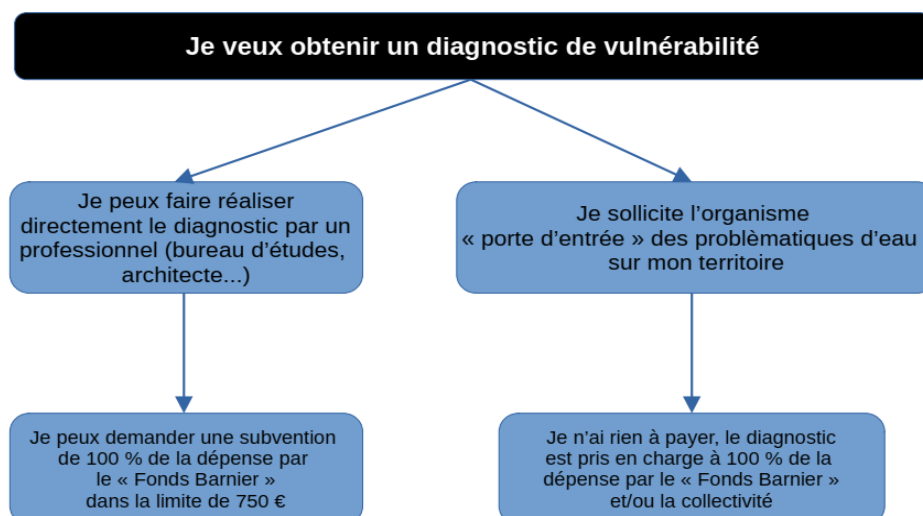 Je veux obtenir un diagnostic de vulnérabilité
Je peux faire réaliser
directement le diagnostic par un
professionnel (bureau d'études,
architecte...)
Je sollicite l'organisme
« porte d'entrée » des problèmatiques d'eau
sur mon territoire
Je peux demander une subvention
de 100 % de la dépense par
le « Fonds Barnier »
dans la limite de 750 €
Je n'ai rien à payer, le diagnostic
est pris en charge à 100 % de la
dépense par le « Fonds Barnier »
et/ou la collectivité